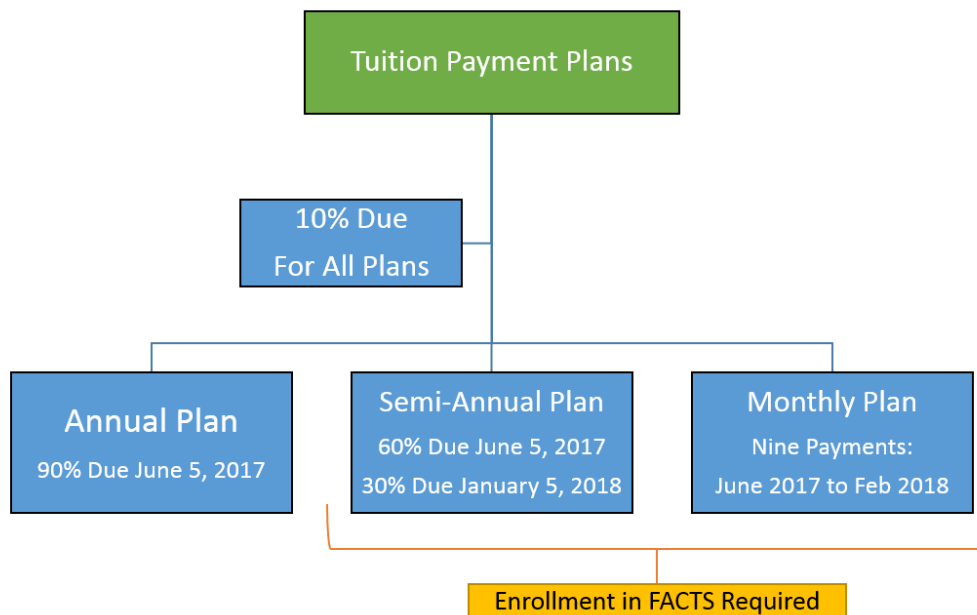 Tuition Payment Plans
10% Due
For All Plans
Annual Plan
90% Due June 5, 2017
Semi-Annual Plan
60% Due June 5, 2017
30% Due January 5, 2018
Monthly Plan
Nine Payments:
June 2017 to Feb 2018
Enrollment in FACTS Required